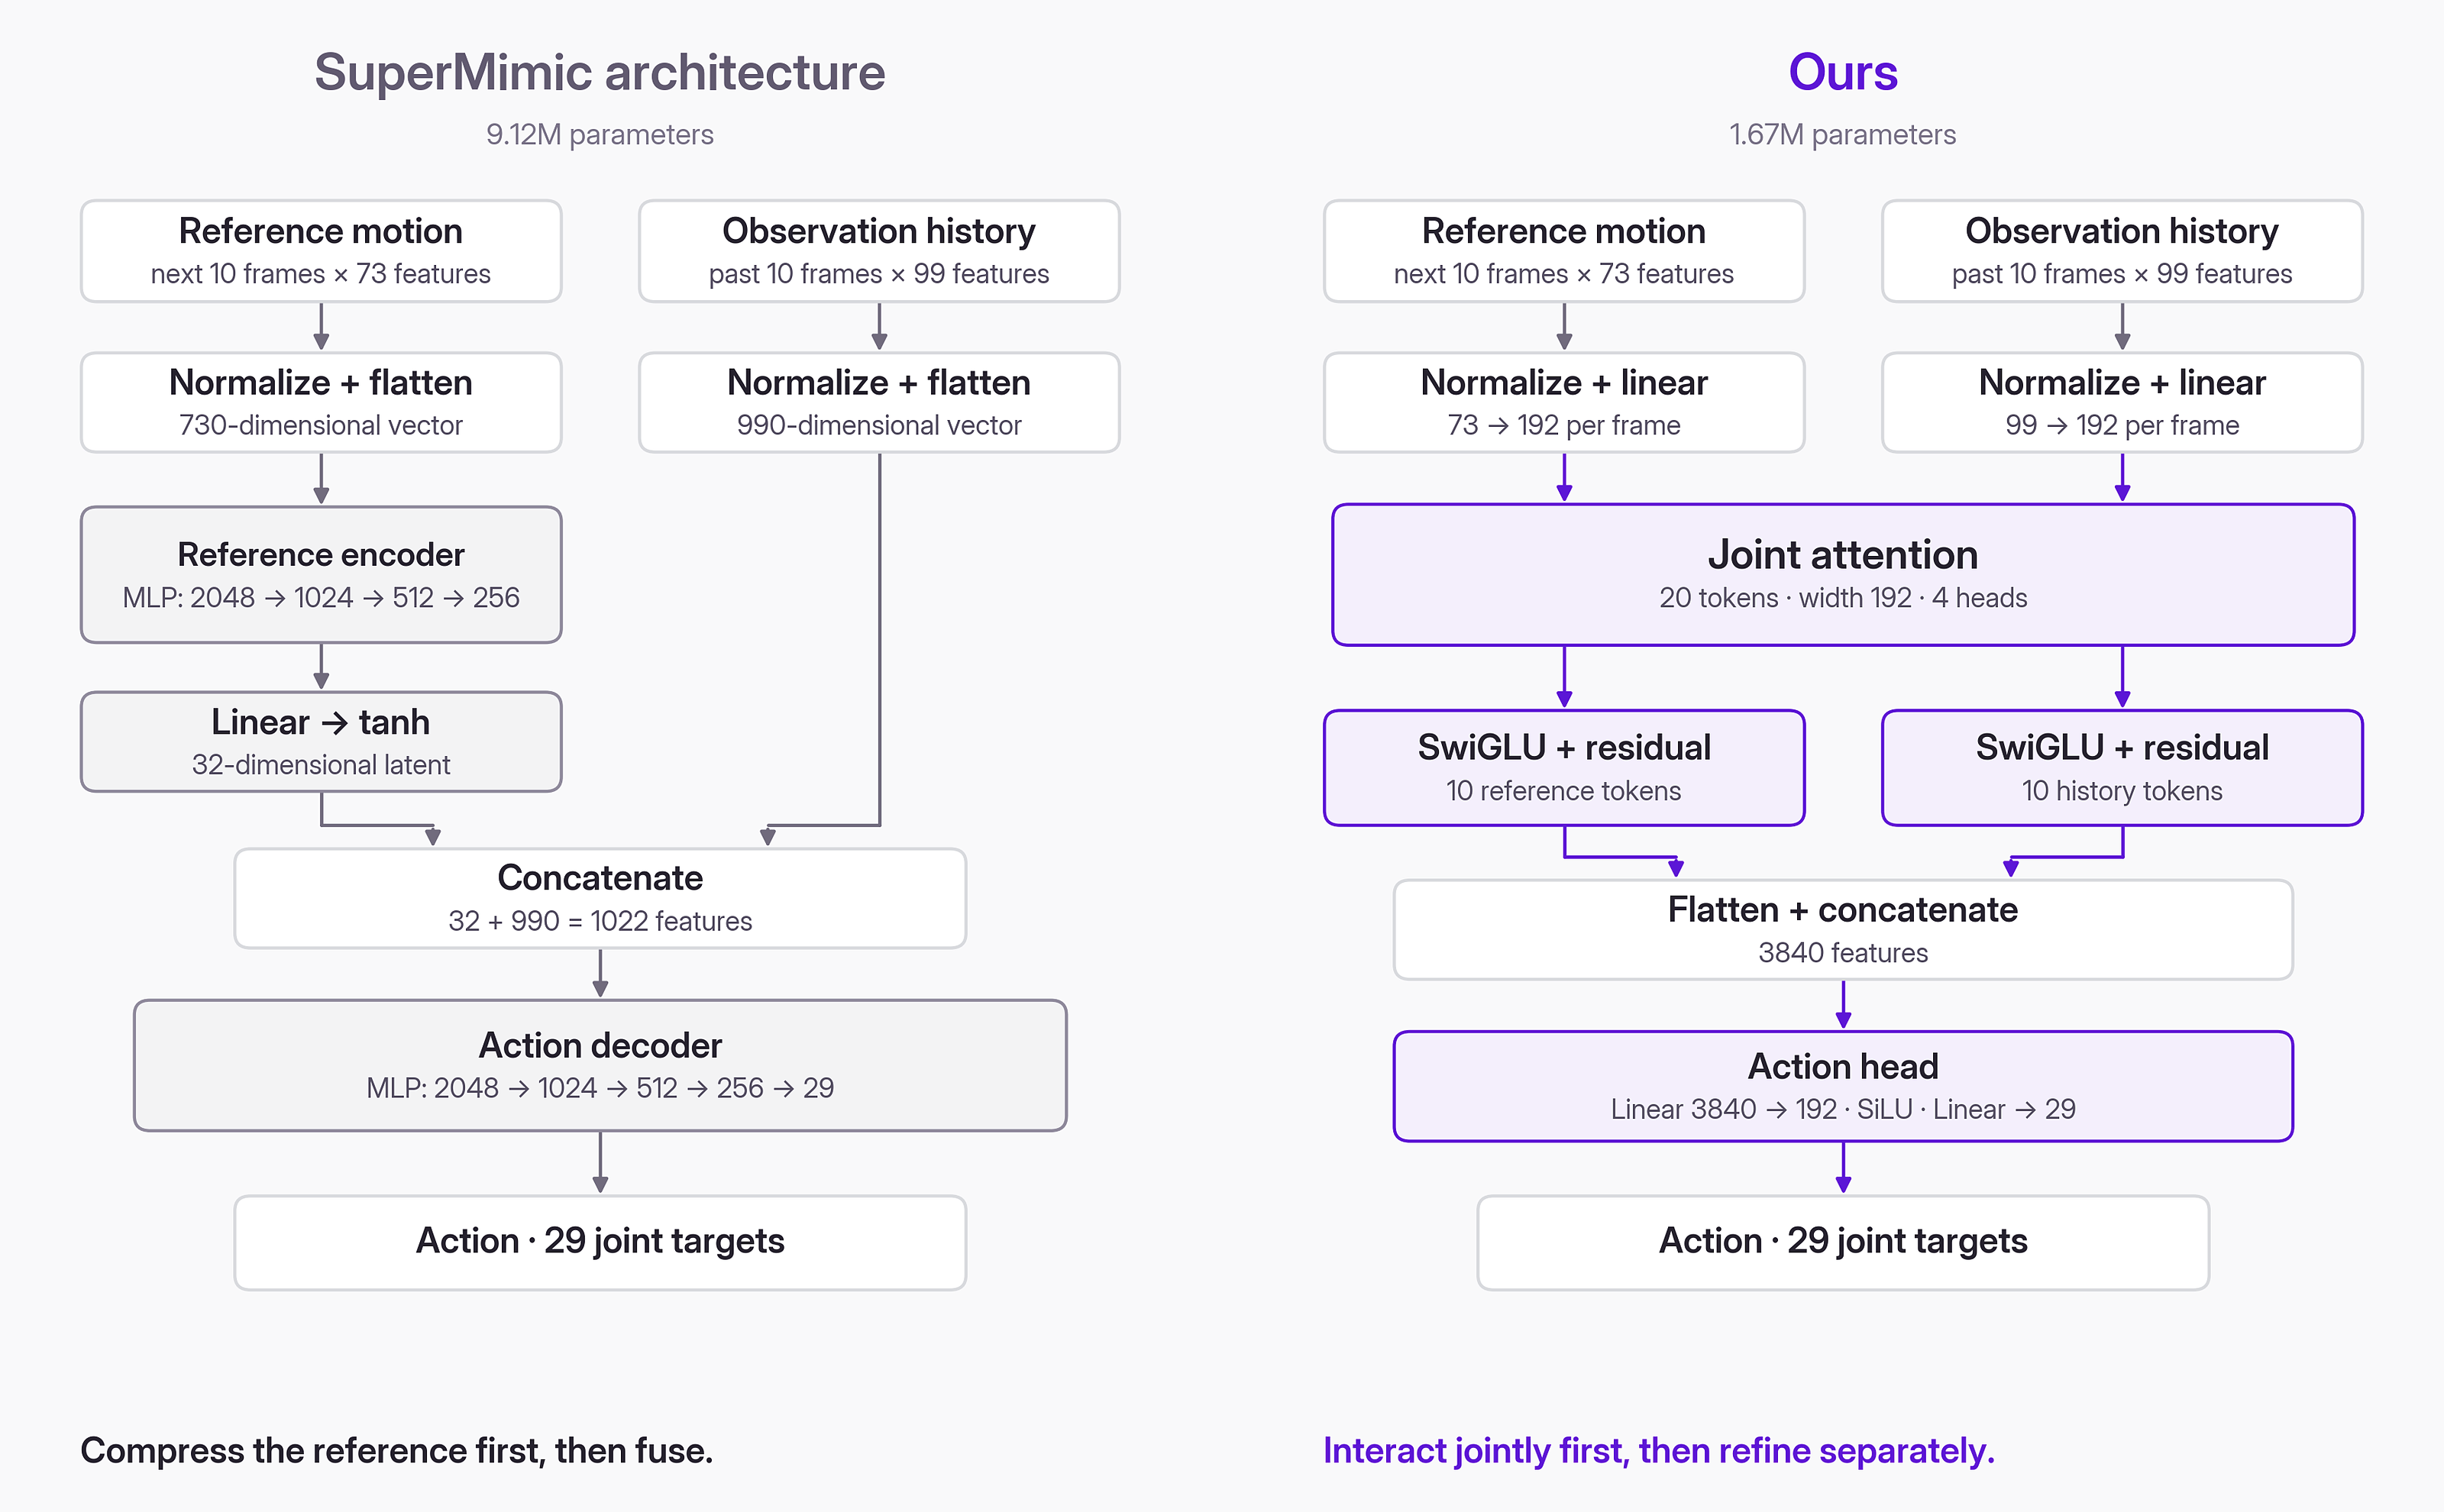 SuperMimic architecture
9.12M parameters
Reference motion
next 10 frames × 73 features
Observation history
past 10 frames × 99 features
Normalize + flatten
730-dimensional vector
Normalize + flatten
990-dimensional vector
Reference encoder
MLP: 2048 → 1024 → 512 → 256
Linear → tanh
32-dimensional latent
Concatenate
32 + 990 = 1022 features
Action decoder
MLP: 2048 → 1024 → 512 → 256 → 29
Action · 29 joint targets
Compress the reference first, then fuse.
Ours
1.67M parameters
Reference motion
next 10 frames × 73 features
Observation history
past 10 frames × 99 features
Normalize + linear
73 → 192 per frame
Normalize + linear
99 → 192 per frame
Joint attention
20 tokens · width 192 · 4 heads
SwiGLU + residual
10 reference tokens
SwiGLU + residual
10 history tokens
Flatten + concatenate
3840 features
Action head
Linear 3840 → 192 · SiLU · Linear → 29
Action · 29 joint targets
Interact jointly first, then refine separately.